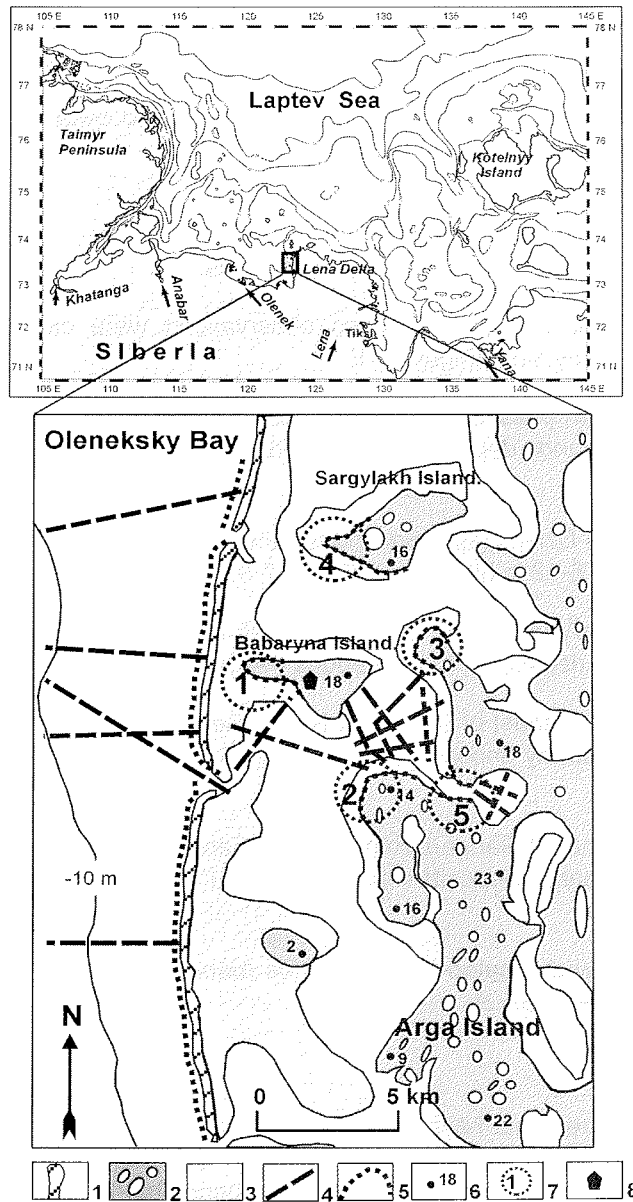 105 E 110 115 120 125 130 135 140 145 E
78 N 78 N
77 77
76 76
75 75
74 74
73 73
72 72
71 N 71 N
105 E 110 115 120 125 130 135 140 145 E
Laptev Sea
Taimyr
Peninsula
Kotelnyy
Island
Lena Delta
Khatanga
Anabar
Olenek
Lena
Tiksi
Yana
Siberia
Oleneksky Bay
Sargylakh Island.
16
4
Babaryna Island.
3
1
18
18
2
14
5
-10 m
23
16
2
N
Arga Island
9
0 5 km
22
1 2 3 4 5 18 6 1 7 8